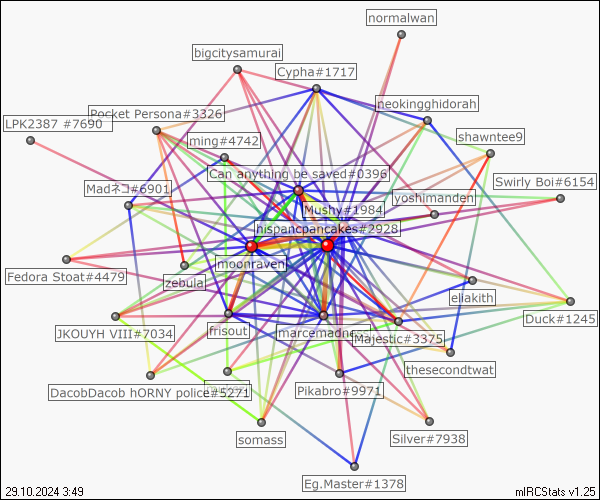 normalwan
bigcitysamurai
Cypha#1717
neokingghidorah
Pocket Persona#3326
LPK2387 #7690
shawntee9
ming#4742
Can anything be saved#0396
Swirly Boi#6154
Madネコ#6901
yoshimanden
Mushy#1984
hispancpancakes#2928
moonraven
Fedora Stoat#4479
zebula
ellakith
Duck#1245
JKOUYH VIII#7034
frisout
marcemadness
Majestic#3375
thesecondtwat
DacobDacob hORNY police#5271
Pikabro#9971
somass
Silver#7938
Eg.Master#1378
29.10.2024 3:49
mIRCStats v1.25